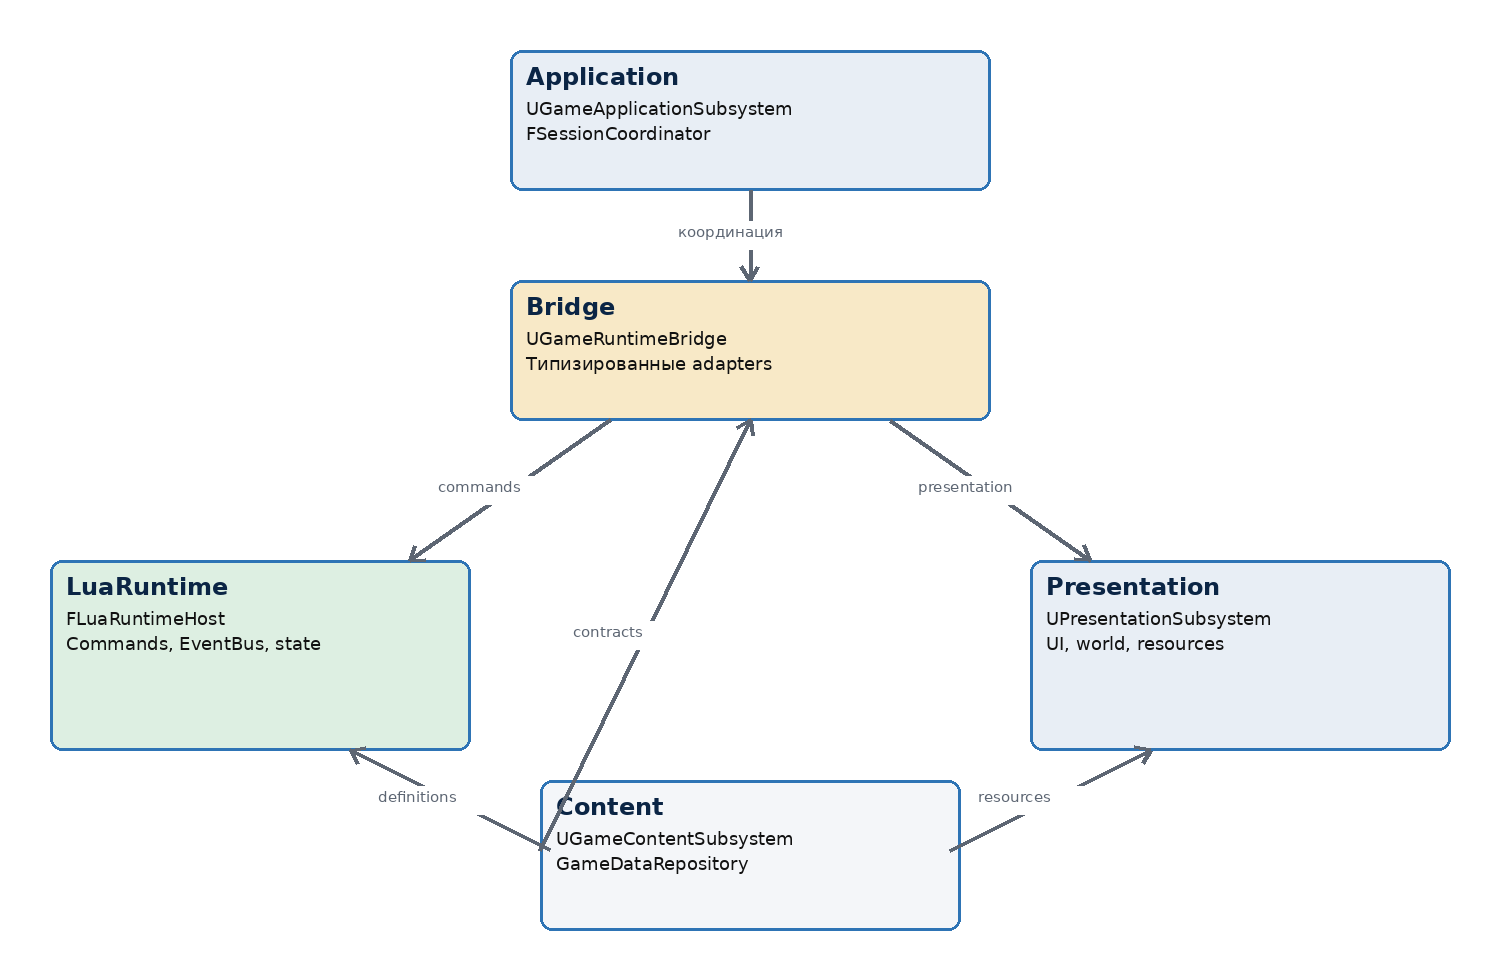 Application
UGameApplicationSubsystem
FSessionCoordinator
координация
Bridge
UGameRuntimeBridge
Типизированные adapters
commands
presentation
LuaRuntime
FLuaRuntimeHost
Commands, EventBus, state
contracts
Presentation
UPresentationSubsystem
UI, world, resources
definitions
Content
UGameContentSubsystem
GameDataRepository
resources